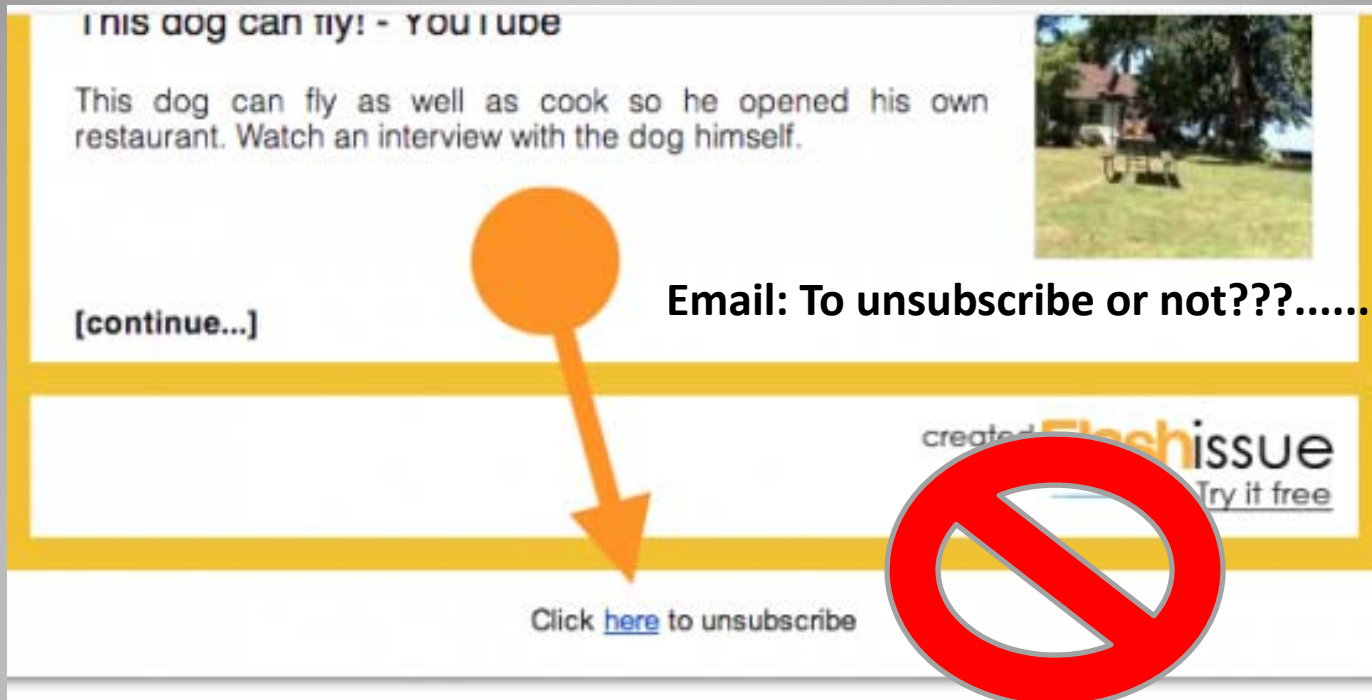 This dog can fly! - YouTube
This dog can fly as well as cook so he opened his own
restaurant. Watch an interview with the dog himself.
Email: To unsubscribe or not???......
[continue...]
created Flashissue
Try it free
Click here to unsubscribe